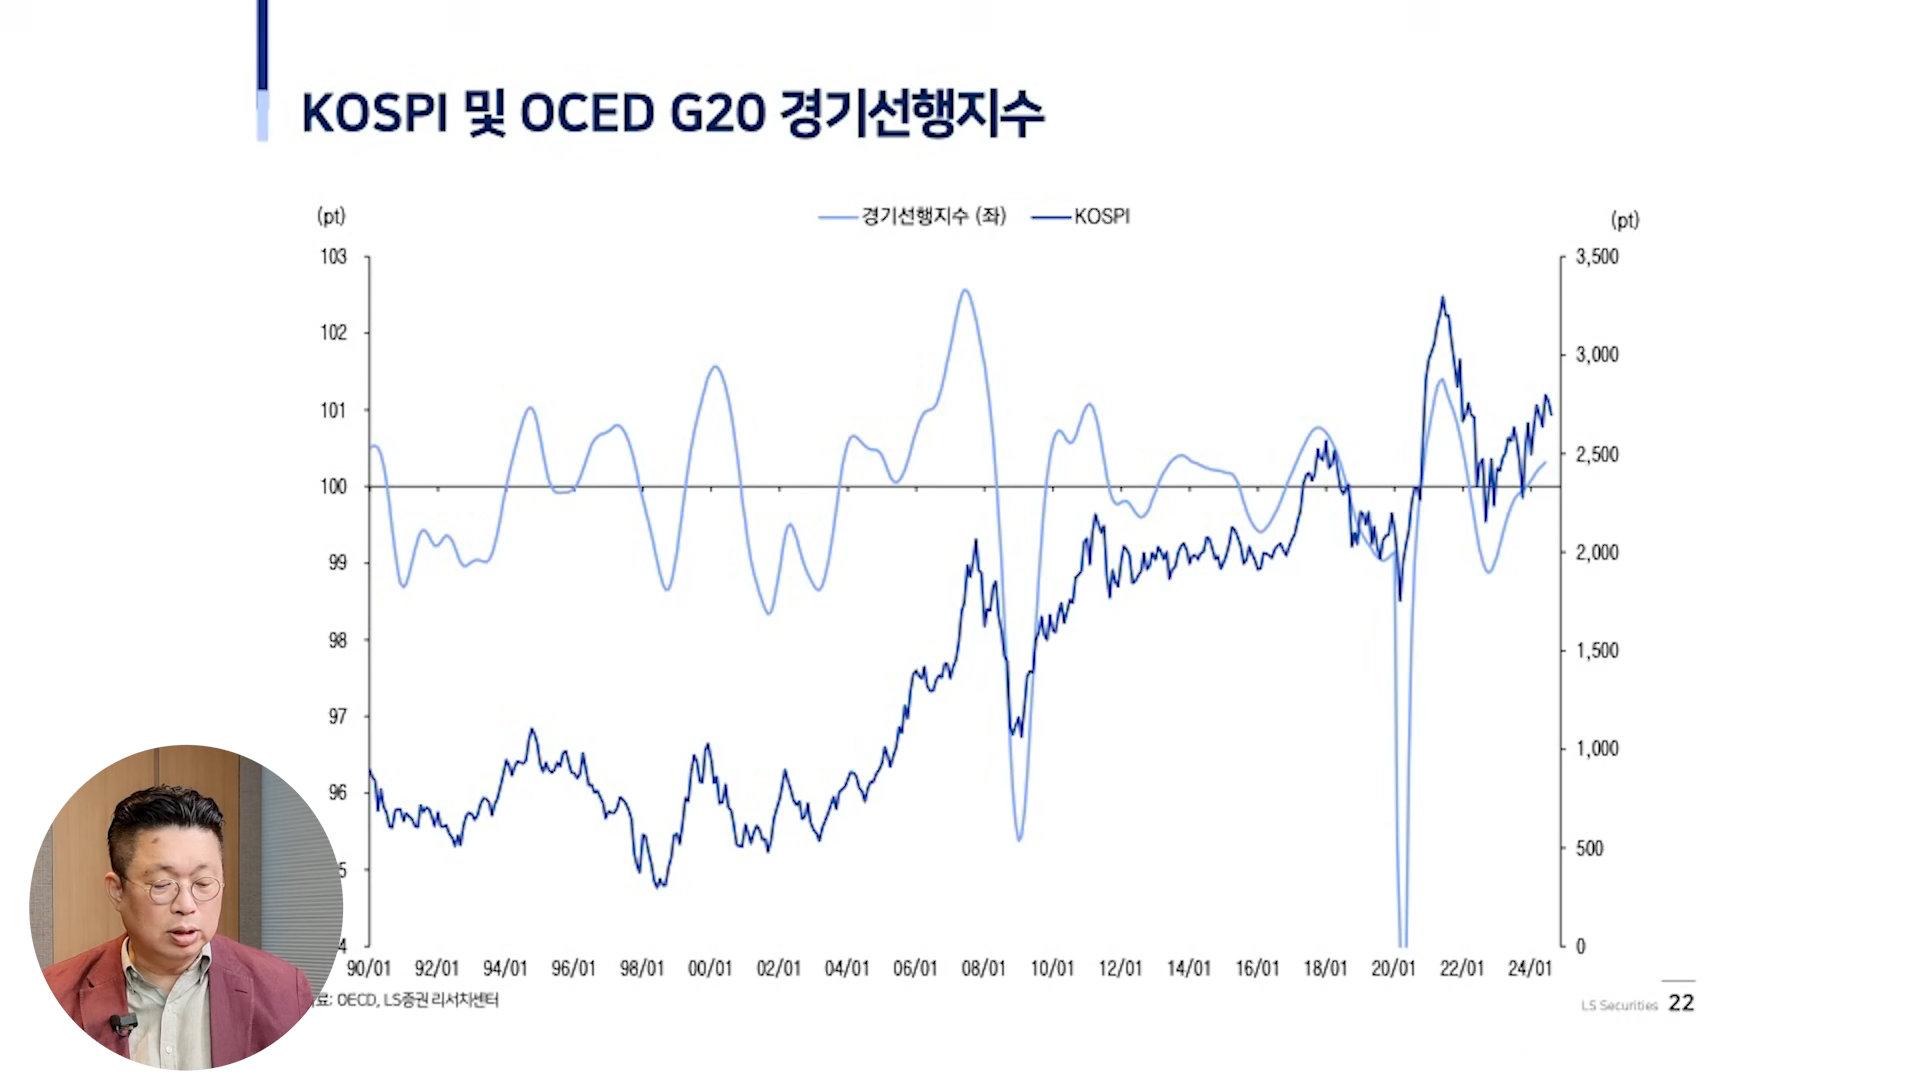 KOSPI 및 OCED G20 경기선행지수
(pt)
경기선행지수 (좌)
KOSPI
(pt)
103
102
101
100
99
98
97
96
5
4
3,500
3,000
2,500
2,000
1,500
1,000
500
0
90/01 92/01 94/01 96/01 98/01 00/01 02/01 04/01 06/01 08/01 10/01 12/01 14/01 16/01 18/01 20/01 22/01 24/01
료: OECD, LS증권 리서치센터
LS Securities 22